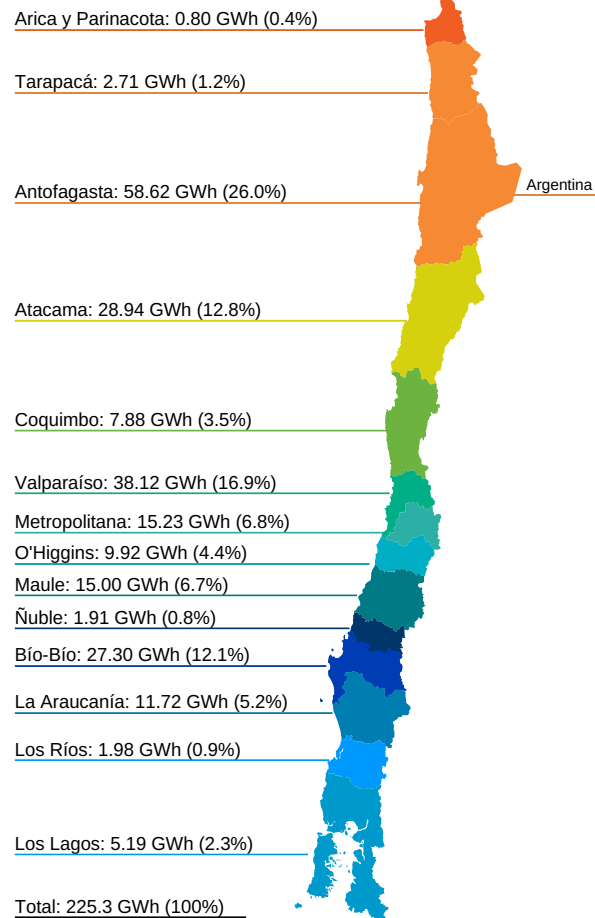 Arica y Parinacota: 0.80 GWh (0.4%)
Tarapacá: 2.71 GWh (1.2%)
Antofagasta: 58.62 GWh (26.0%)
Argentina
Atacama: 28.94 GWh (12.8%)
Coquimbo: 7.88 GWh (3.5%)
Valparaíso: 38.12 GWh (16.9%)
Metropolitana: 15.23 GWh (6.8%)
O'Higgins: 9.92 GWh (4.4%)
Maule: 15.00 GWh (6.7%)
Ñuble: 1.91 GWh (0.8%)
Bío-Bío: 27.30 GWh (12.1%)
La Araucanía: 11.72 GWh (5.2%)
Los Ríos: 1.98 GWh (0.9%)
Los Lagos: 5.19 GWh (2.3%)
Total: 225.3 GWh (100%)